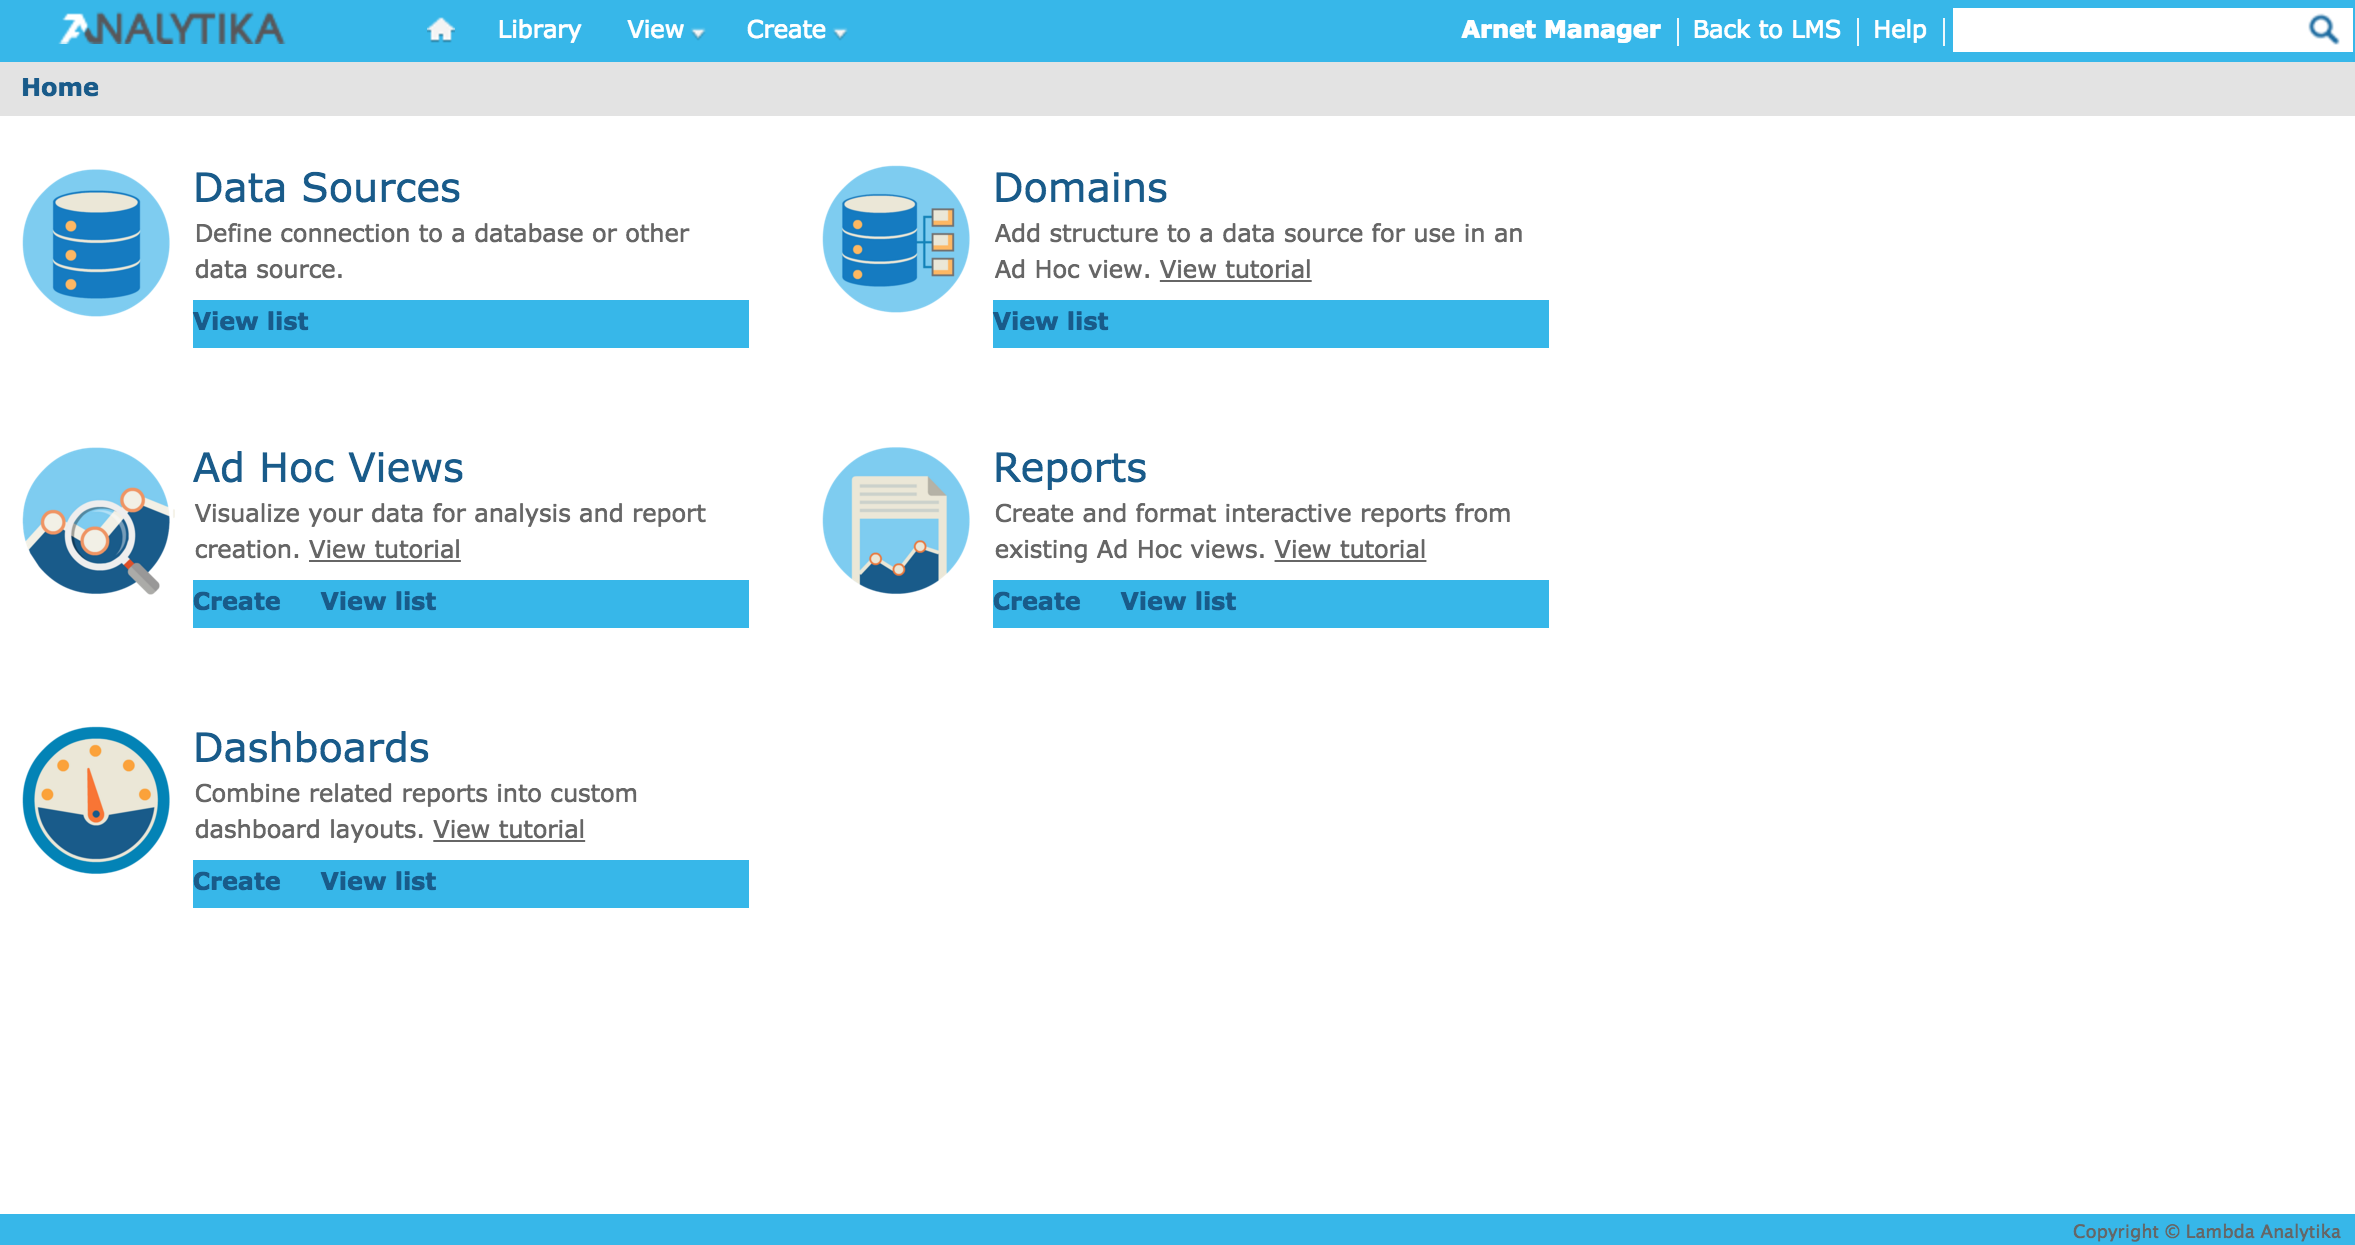 ANALYTIKA
Library View Create
Arnet Manager | Back to LMS | Help |
Home
Data Sources
Define connection to a database or other
data source.
View list
Domains
Add structure to a data source for use in an
Ad Hoc view. View tutorial
View list
Ad Hoc Views
Visualize your data for analysis and report
creation. View tutorial
Create View list
Reports
Create and format interactive reports from
existing Ad Hoc views. View tutorial
Create View list
Dashboards
Combine related reports into custom
dashboard layouts. View tutorial
Create View list
Copyright © Lambda Analytika